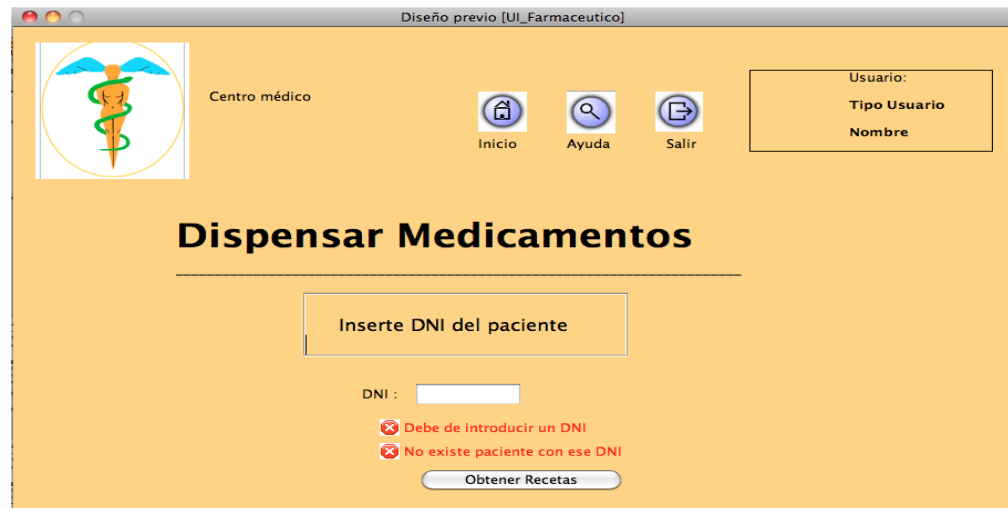 Diseño previo [UI_Farmaceutico]
Centro médico
Inicio
Ayuda
Salir
Usuario:
Tipo Usuario
Nombre
Dispensar Medicamentos
Inserte DNI del paciente
DNI :
Debe de introducir un DNI
No existe paciente con ese DNI
Obtener Recetas